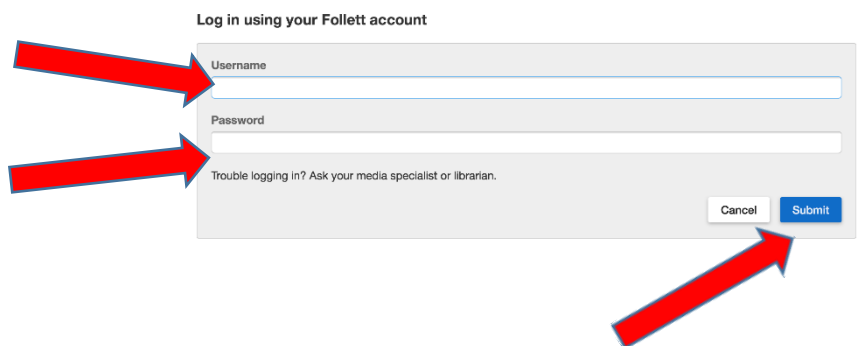 Log in using your Follett account
Username
Password
Trouble logging in? Ask your media specialist or librarian.
Cancel Submit